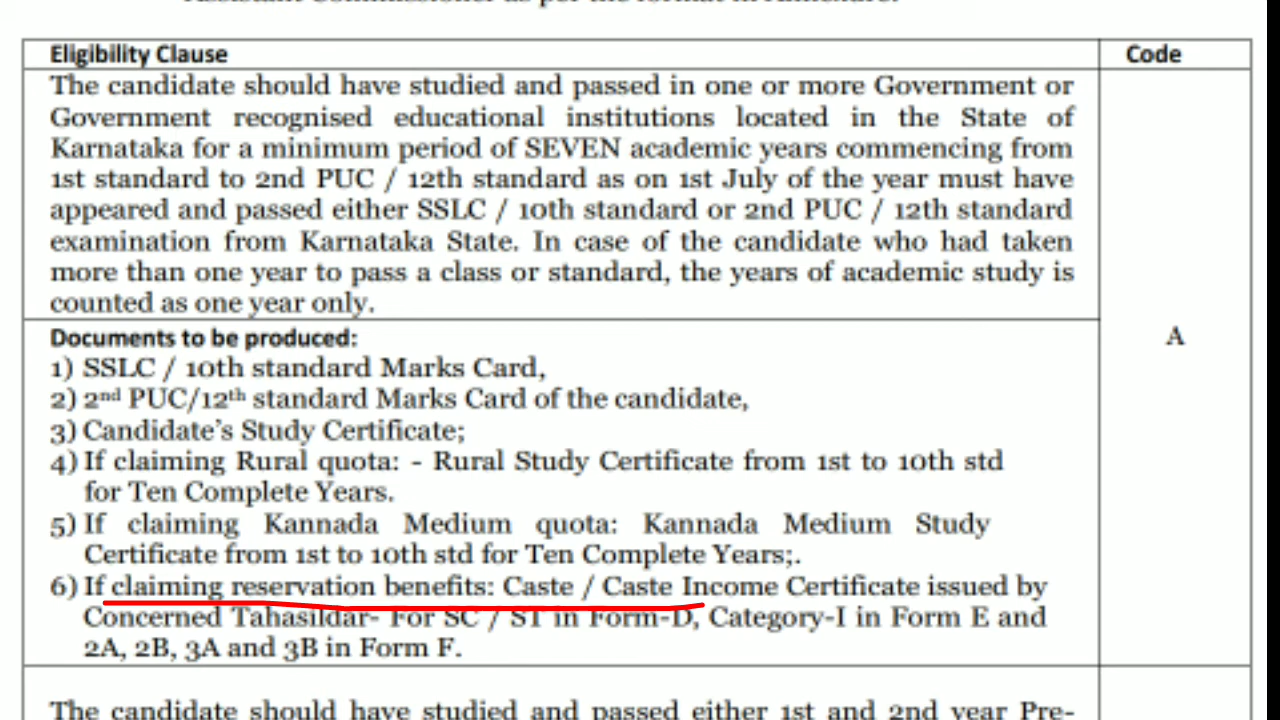 Assistant Commissioner as per the format in Annexure.
Eligibility Clause
Code
The candidate should have studied and passed in one or more Government or
Government recognised educational institutions located in the State of
Karnataka for a minimum period of SEVEN academic years commencing from
1st standard to 2nd PUC / 12th standard as on 1st July of the year must have
appeared and passed either SSLC / 10th standard or 2nd PUC / 12th standard
examination from Karnataka State. In case of the candidate who had taken
more than one year to pass a class or standard, the years of academic study is
counted as one year only.
Documents to be produced:
1) SSLC / 10th standard Marks Card,
2) 2nd PUC/12th standard Marks Card of the candidate,
3) Candidate's Study Certificate;
4) If claiming Rural quota: - Rural Study Certificate from 1st to 10th std
for Ten Complete Years.
5) If claiming Kannada Medium quota: Kannada Medium Study
Certificate from 1st to 10th std for Ten Complete Years;.
6) If claiming reservation benefits: Caste / Caste Income Certificate issued by
Concerned Tahasildar- For SC / ST in Form-D, Category-I in Form E and
2A, 2B, 3A and 3B in Form F.
A
The candidate should have studied and passed either 1st and 2nd year Pre-